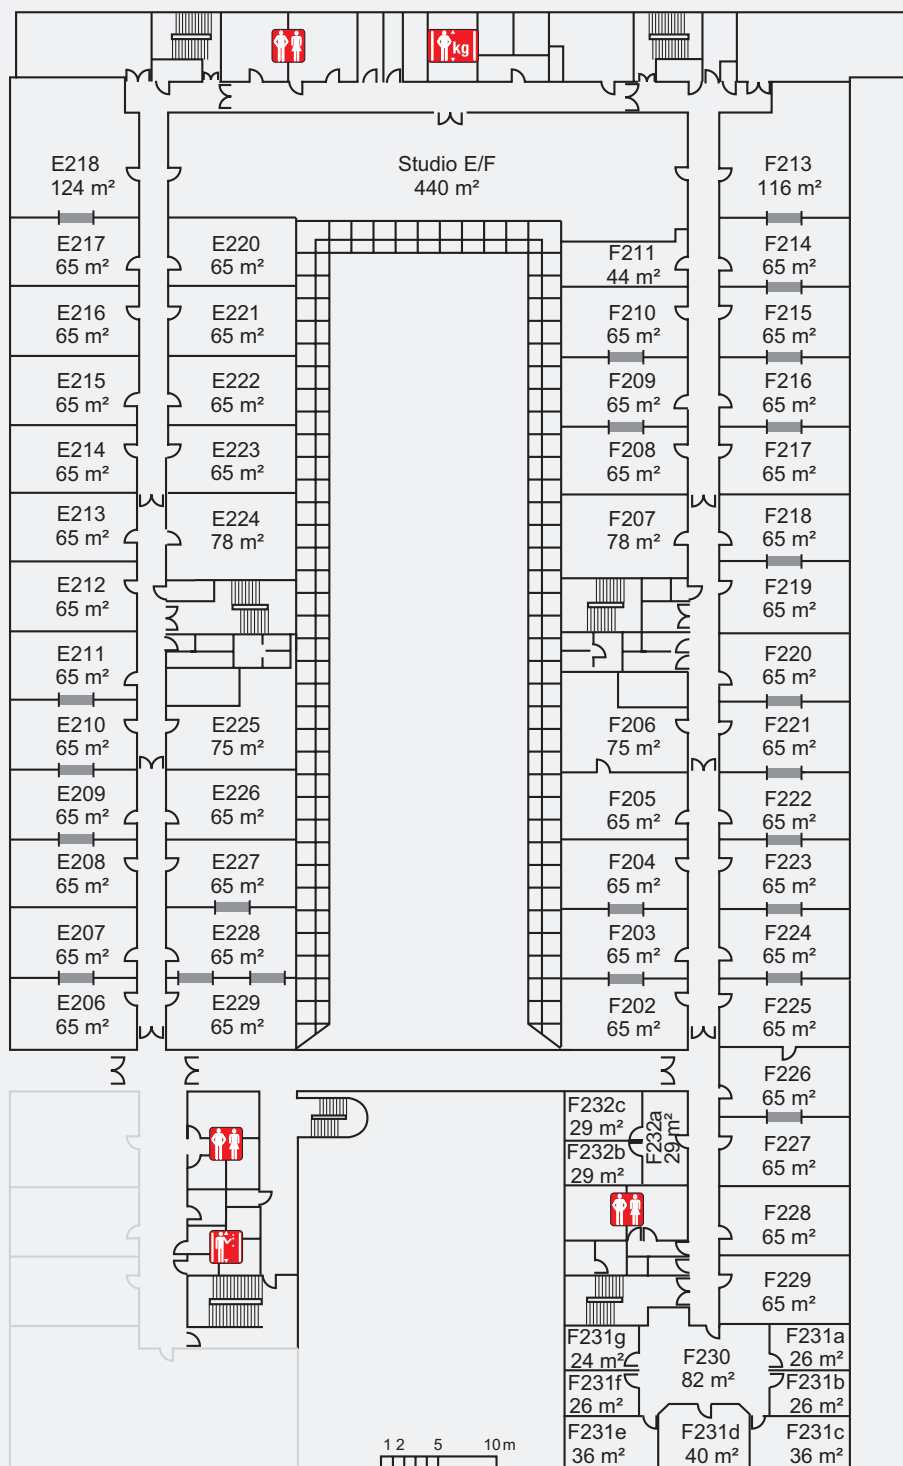 kg
E218
124 m²
Studio E/F
440 m²
F213
116 m²
E217
65 m²
E220
65 m²
F211
44 m²
F214
65 m²
E216
65 m²
E221
65 m²
F210
65 m²
F215
65 m²
E215
65 m²
E222
65 m²
F209
65 m²
F216
65 m²
E214
65 m²
E223
65 m²
F208
65 m²
F217
65 m²
E213
65 m²
E224
78 m²
F207
78 m²
F218
65 m²
E212
65 m²
F219
65 m²
E211
65 m²
F220
65 m²
E210
65 m²
E225
75 m²
F206
75 m²
F221
65 m²
E209
65 m²
E226
65 m²
F205
65 m²
F222
65 m²
E208
65 m²
E227
65 m²
F204
65 m²
F223
65 m²
E207
65 m²
E228
65 m²
F203
65 m²
F224
65 m²
E206
65 m²
E229
65 m²
F202
65 m²
F225
65 m²
F226
65 m²
F232c
29 m²
F232a
29 m²
F232b
29 m²
F227
65 m²
F228
65 m²
F229
65 m²
F231g
24 m²
F230
82 m²
F231a
26 m²
F231f
26 m²
F231b
26 m²
F231e
36 m²
F231d
40 m²
F231c
36 m²
1 2 5 10 m